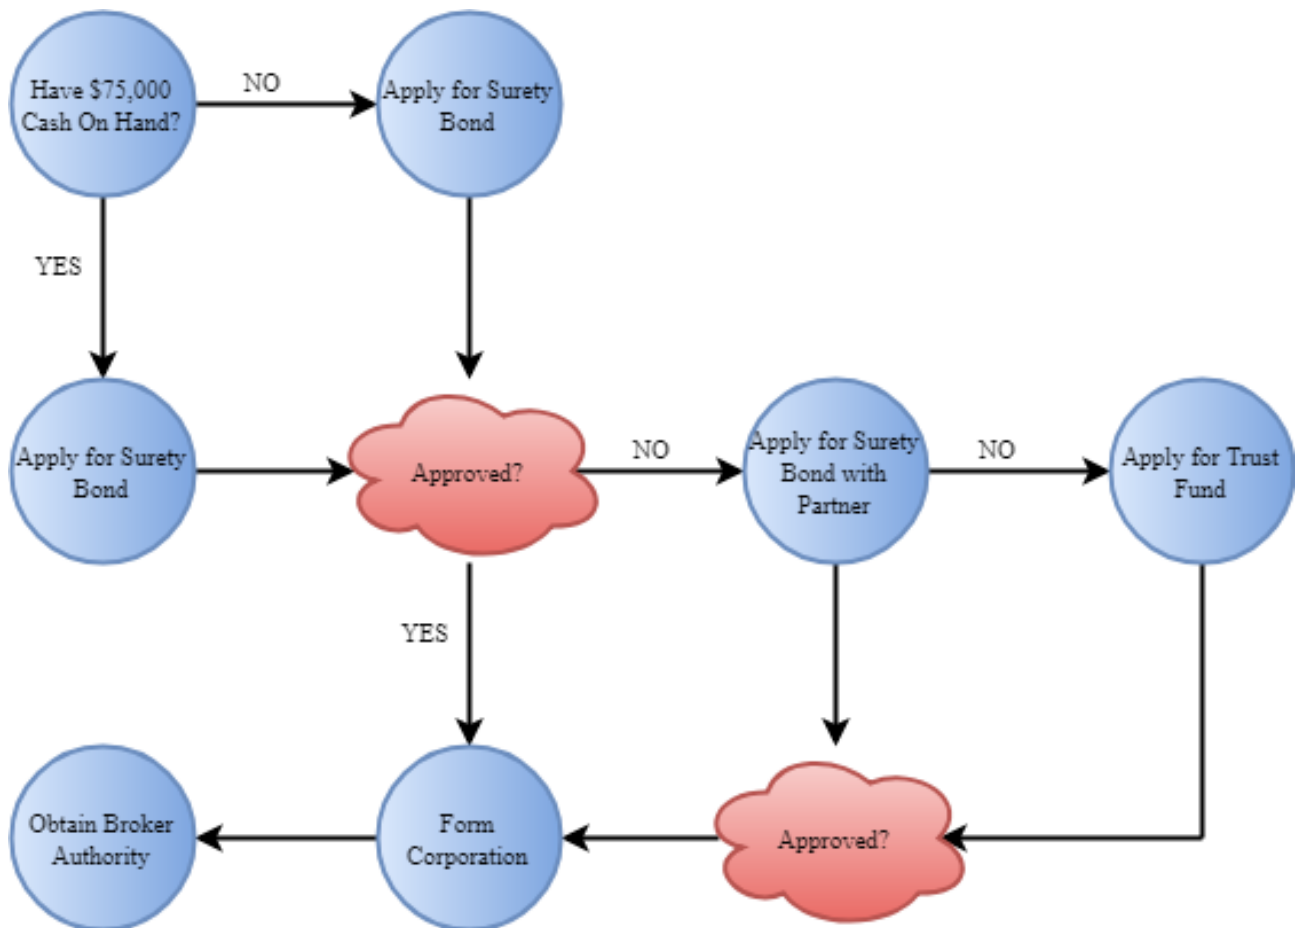 Have $75,000
Cash On Hand?
NO
Apply for Surety
Bond
YES
Apply for Surety
Bond
Approved?
NO
Apply for Surety
Bond with
Partner
NO
Apply for Trust
Fund
YES
Obtain Broker
Authority
Form
Corporation
Approved?